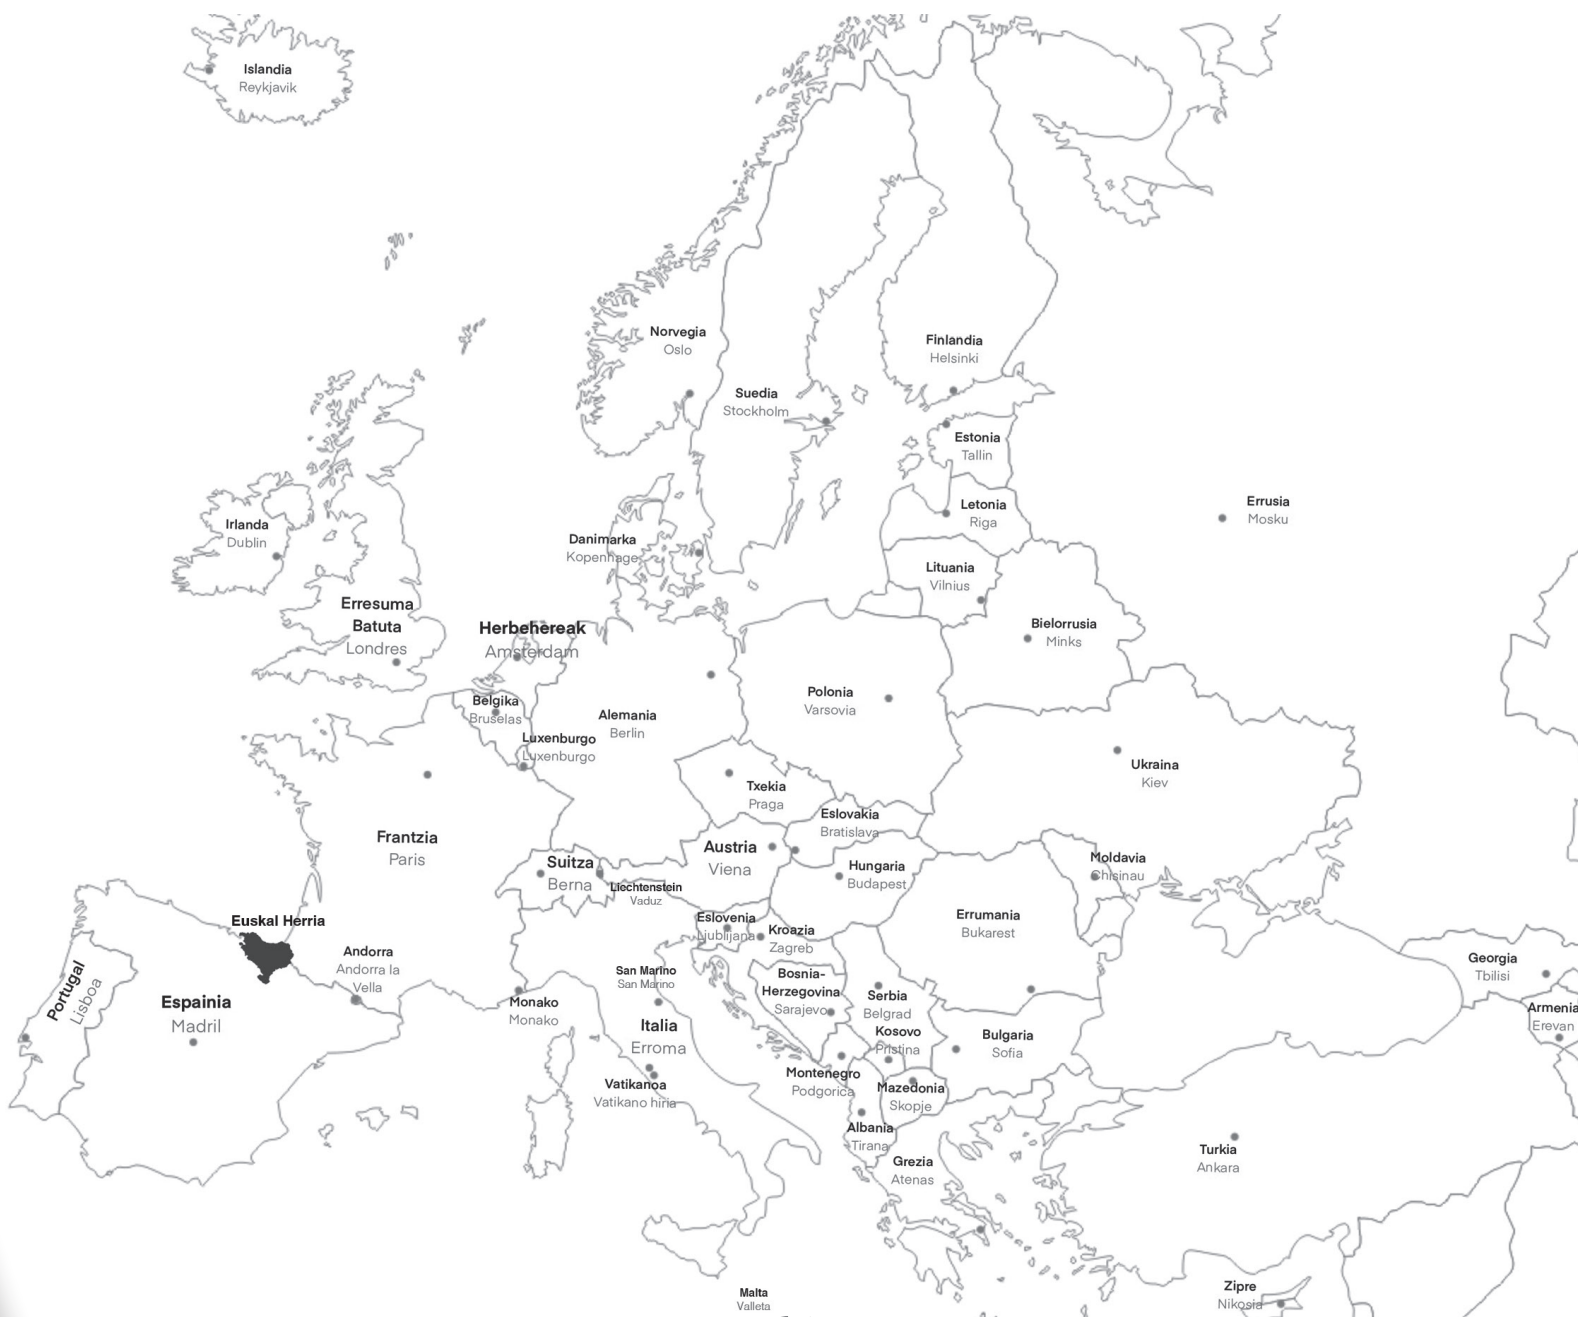 Islandia
Reykjavik
Norvegia
Oslo
Finlandia
Helsinki
Suedia
Stockholm
Estonia
Tallin
Letonia
Riga
Errusia
Mosku
Irlanda
Dublin
Danimarka
Kopenhage
Lituania
Vilnius
Erresuma
Batuta
Londres
Herbehereak
Amsterdam
Bielorrusia
Minks
Belgika
Bruselas
Alemania
Berlin
Polonia
Varsovia
Luxenburgo
Luxenburgo
Ukraina
Kiev
Txekia
Praga
Eslovakia
Bratislava
Frantzia
Paris
Austria
Viena
Suitza
Berna
Liechtenstein
Vaduz
Hungaria
Budapest
Moldavia
Chisinau
Euskal Herria
Eslovenia
Ljublijana
Kroazia
Zagreb
Errumania
Bukarest
Andorra
Andorra la
Vella
Portugal
Lisboa
Espainia
Madril
San Marino
San Marino
Bosnia-
Herzegovina
Sarajevo
Serbia
Belgrad
Georgia
Tbilisi
Monako
Monako
Italia
Erroma
Kosovo
Pristina
Bulgaria
Sofia
Armenia
Erevan
Vatikanoa
Vatikano hiria
Montenegro
Podgorica
Mazedonia
Skopje
Albania
Tirana
Grezia
Atenas
Turkia
Ankara
Malta
Valleta
Zipre
Nikosia